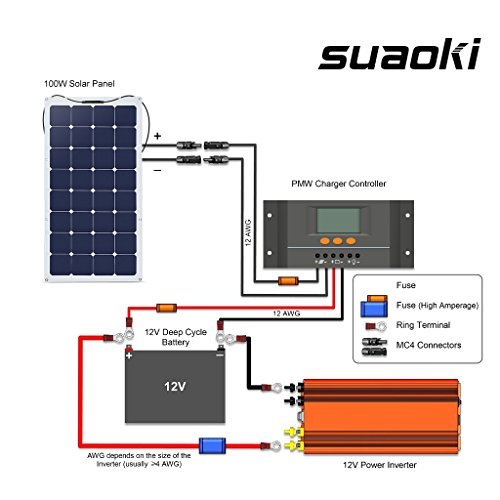 suaoki
100W Solar Panel
+
−
PMW Charger Controller
12 AWG
12 AWG
12V Deep Cycle
Battery
+
-
12V
Fuse
Fuse (High Amperage)
Ring Terminal
MC4 Connectors
AWG depends on the size of the
Inverter (usually ≥4 AWG)
12V Power Inverter